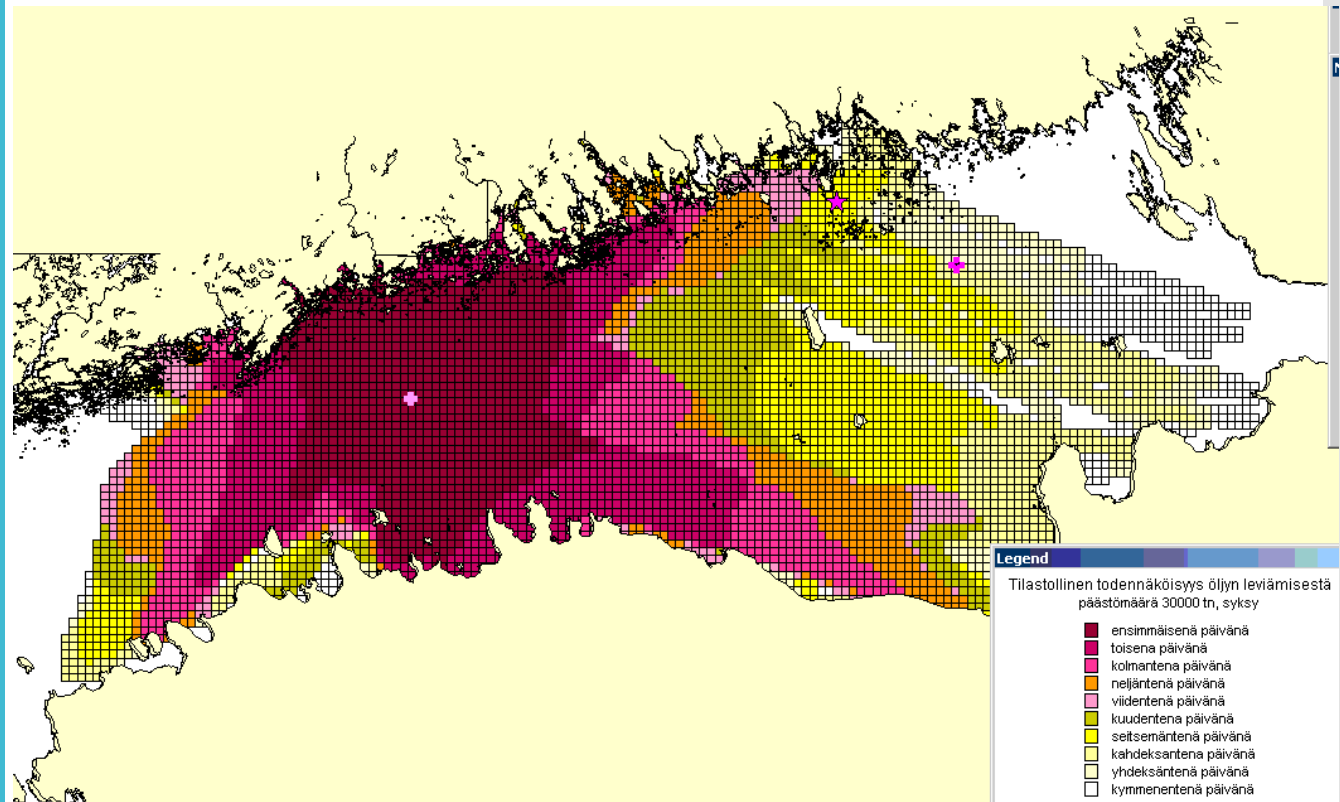 Legend
Tilastollinen todennäköisyys öljyn leviämisestä
päästömäärä 30000 tn, syksy
ensimmäisenä päivänä
toisena päivänä
kolmantena päivänä
neljäntenä päivänä
viidentenä päivänä
kuudentena päivänä
seitsemäntenä päivänä
kahdeksantena päivänä
yhdeksäntenä päivänä
kymmenentenä päivänä